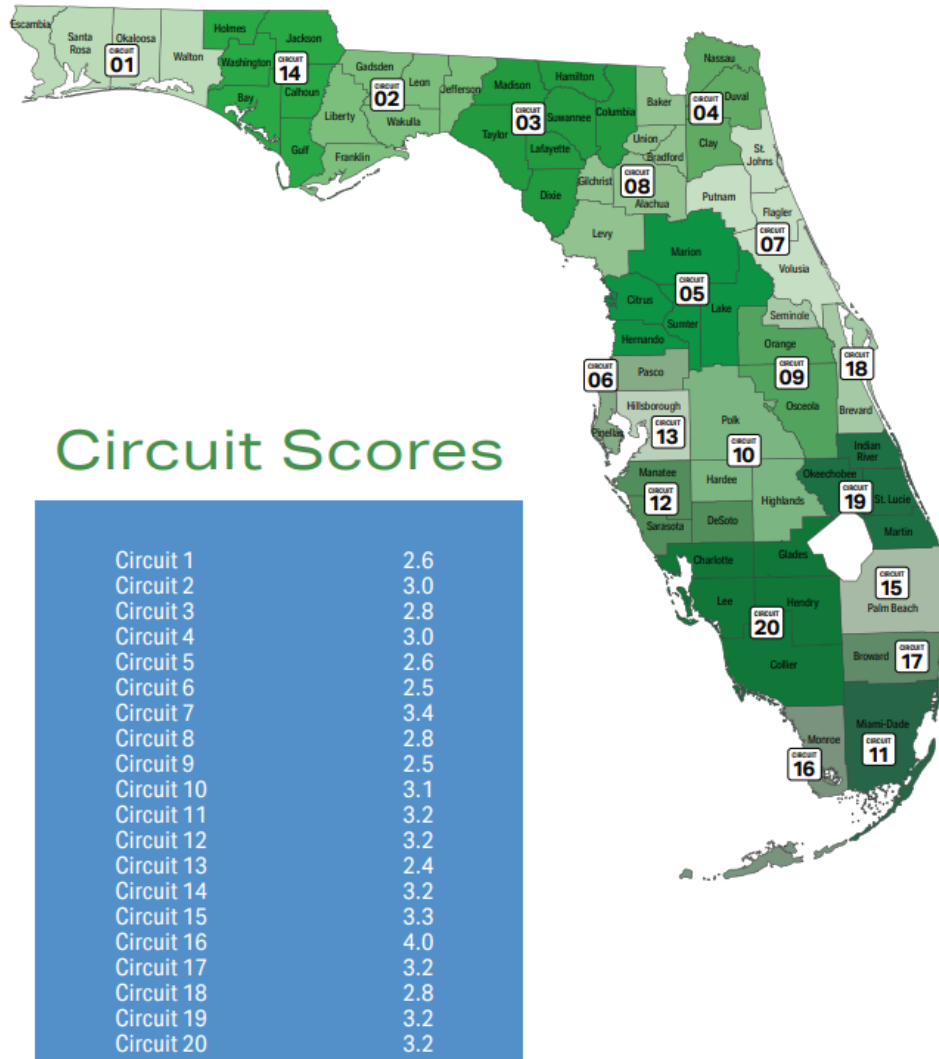 Escambia
Santa
Rosa
Okaloosa
Walton
CIRCUIT
01
Holmes
Jackson
Washington
CIRCUIT
14
Bay
Calhoun
Gulf
Gadsden
Leon
Jefferson
CIRCUIT
02
Liberty
Wakulla
Franklin
Madison
Hamilton
CIRCUIT
03
Suwannee
Columbia
Taylor
Lafayette
Dixie
Nassau
Baker
Duval
CIRCUIT
04
Clay
Union
Bradford
Gilchrist
CIRCUIT
08
Alachua
Levy
St.
Johns
Putnam
Flagler
CIRCUIT
07
Volusia
Marion
CIRCUIT
05
Citrus
Lake
Sumter
Hernando
Seminole
Orange
CIRCUIT
09
Osceola
CIRCUIT
18
Brevard
CIRCUIT
06
Pasco
Pinellas
Hillsborough
CIRCUIT
13
Polk
CIRCUIT
10
Hardee
Highlands
Indian
River
Okeechobee
CIRCUIT
19
St. Lucie
Martin
Manatee
CIRCUIT
12
Sarasota
DeSoto
Charlotte
Glades
Lee
Hendry
CIRCUIT
20
Collier
CIRCUIT
15
Palm Beach
Broward
CIRCUIT
17
Miami-Dade
CIRCUIT
11
Monroe
CIRCUIT
16
Circuit Scores
Circuit 1 2.6
Circuit 2 3.0
Circuit 3 2.8
Circuit 4 3.0
Circuit 5 2.6
Circuit 6 2.5
Circuit 7 3.4
Circuit 8 2.8
Circuit 9 2.5
Circuit 10 3.1
Circuit 11 3.2
Circuit 12 3.2
Circuit 13 2.4
Circuit 14 3.2
Circuit 15 3.3
Circuit 16 4.0
Circuit 17 3.2
Circuit 18 2.8
Circuit 19 3.2
Circuit 20 3.2